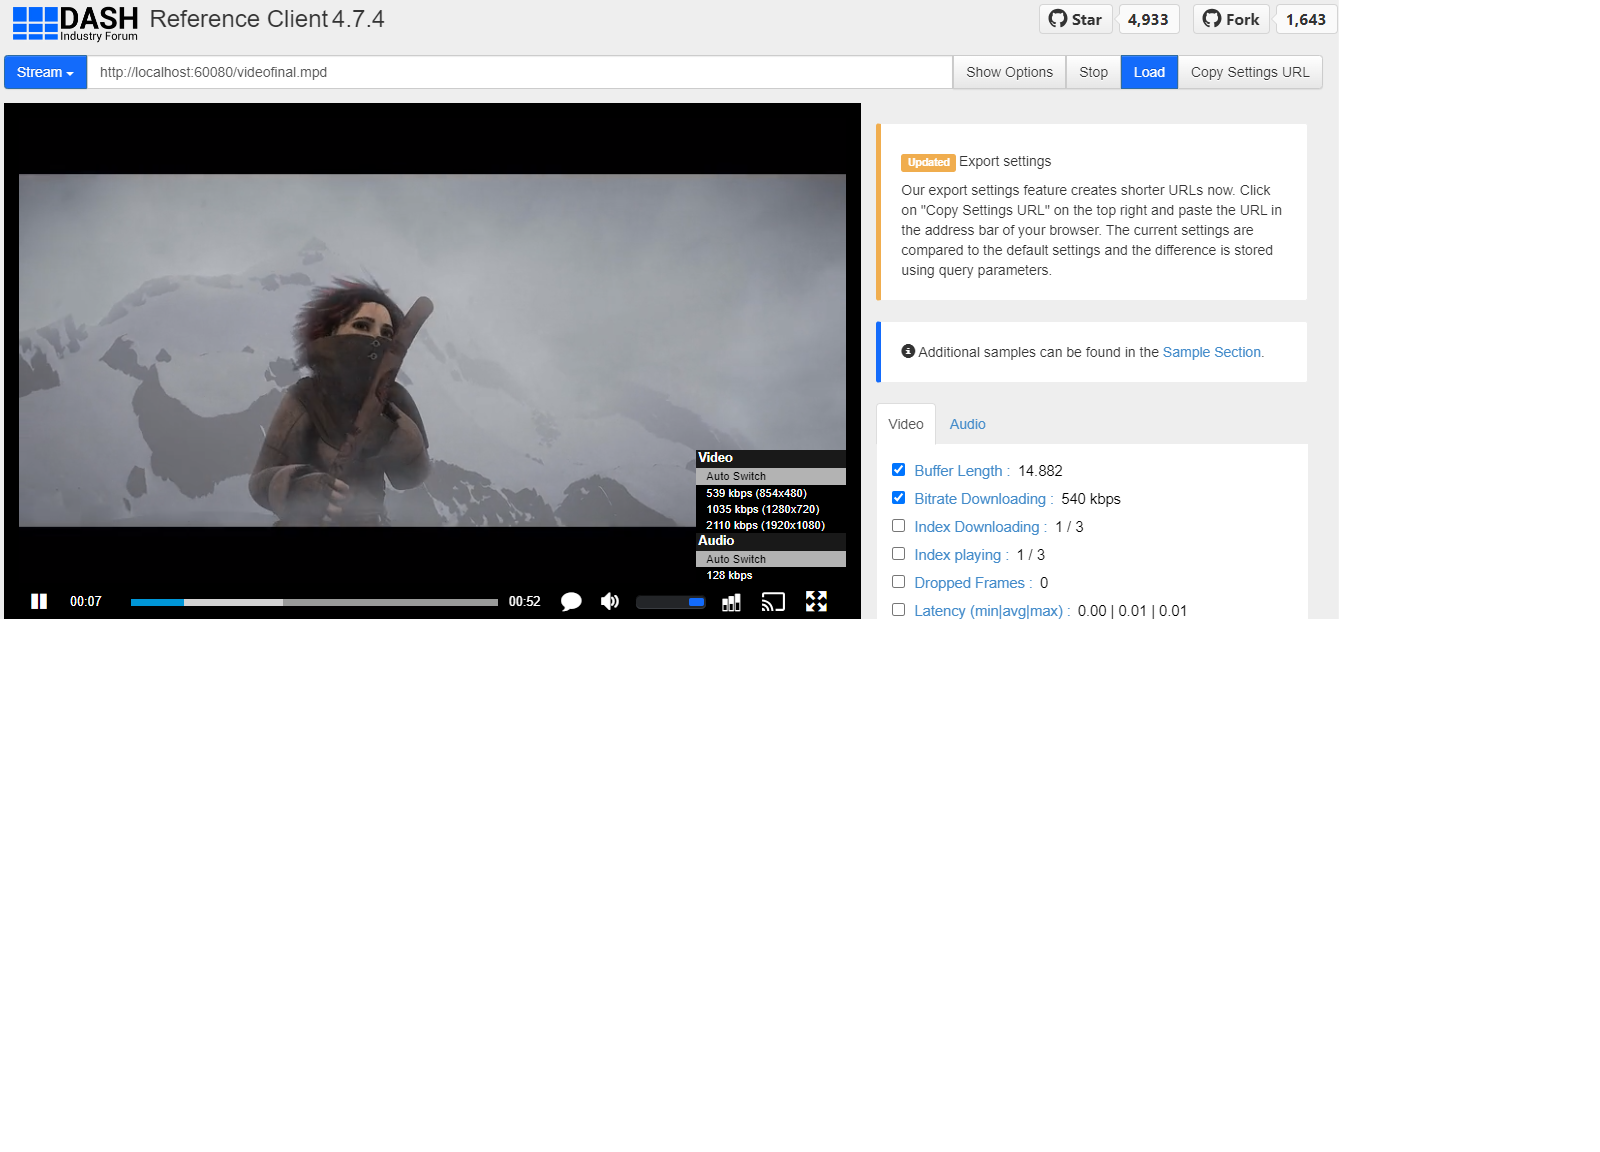 DASH
Industry Forum
Reference Client 4.7.4
Star
4,933
Fork
1,643
Stream
http://localhost:60080/videofinal.mpd
Show Options
Stop
Load
Copy Settings URL
Updated Export settings
Our export settings feature creates shorter URLs now. Click
on "Copy Settings URL" on the top right and paste the URL in
the address bar of your browser. The current settings are
compared to the default settings and the difference is stored
using query parameters.
Additional samples can be found in the Sample Section.
Video
Audio
Buffer Length : 14.882
Bitrate Downloading : 540 kbps
Index Downloading : 1 / 3
Index playing : 1 / 3
Dropped Frames : 0
Latency (min|avg|max) : 0.00 | 0.01 | 0.01
Video
Auto Switch
539 kbps (854x480)
1035 kbps (1280x720)
2110 kbps (1920x1080)
Audio
Auto Switch
128 kbps
00:07
00:52